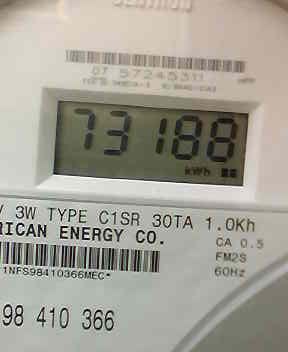 07 57245311
73188
kWh
V 3W TYPE C1SR 30TA 1.0Kh
RICAN ENERGY CO.
CA 0.5
FM2S
60Hz
1NFS98410366MEC*
98 410 366